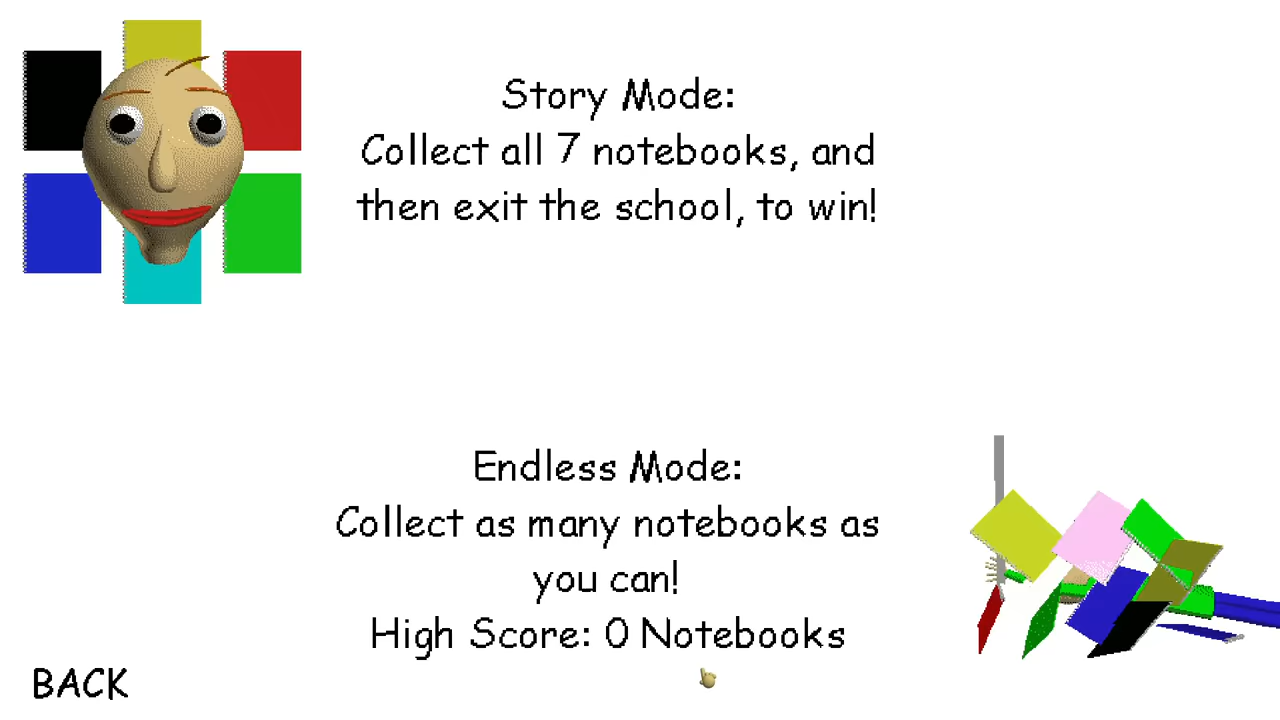 Story Mode:
Collect all 7 notebooks, and
then exit the school, to win!
Endless Mode:
Collect as many notebooks as
you can!
High Score: 0 Notebooks
BACK